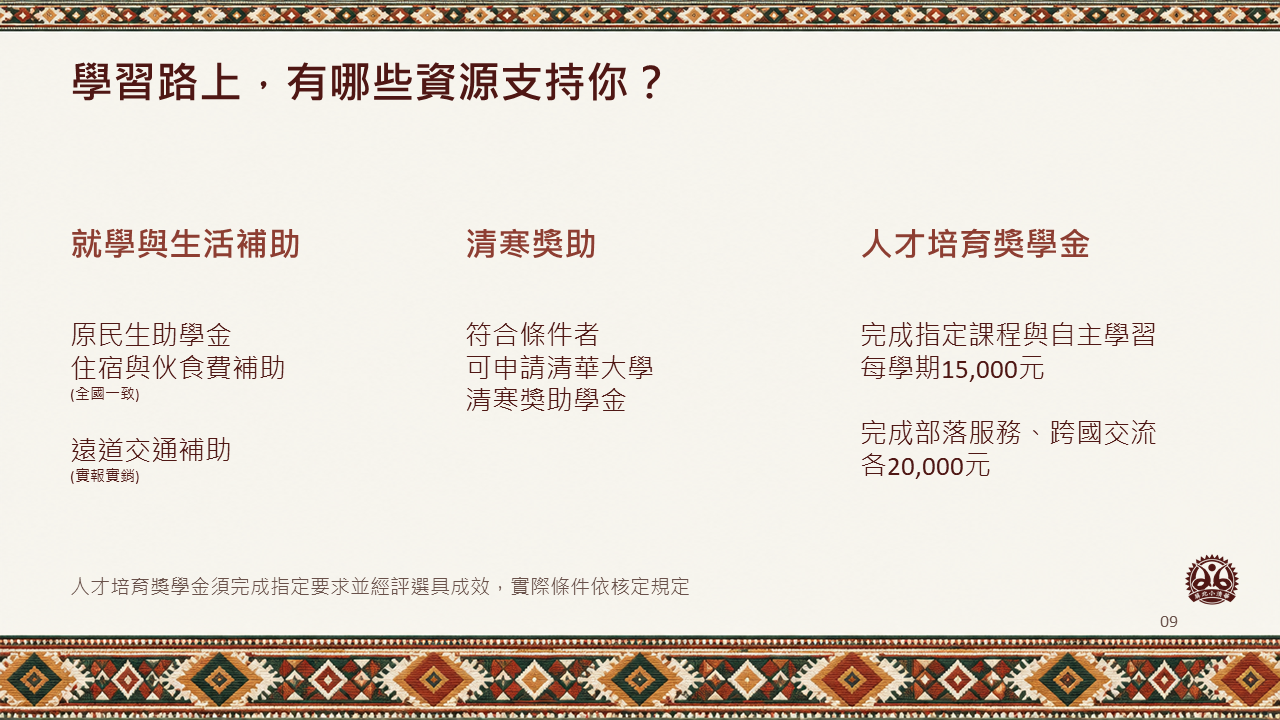 學習路上，有哪些資源支持你？
就學與生活補助
原民生助學金
住宿與伙食費補助
(全國一致)
遠道交通補助
(實報實銷)
清寒獎助
符合條件者
可申請清華大學
清寒獎助學金
人才培育獎學金
完成指定課程與自主學習
每學期15,000元
完成部落服務、跨國交流
各20,000元
人才培育獎學金須完成指定要求並經評選具成效，實際條件依核定規定
09